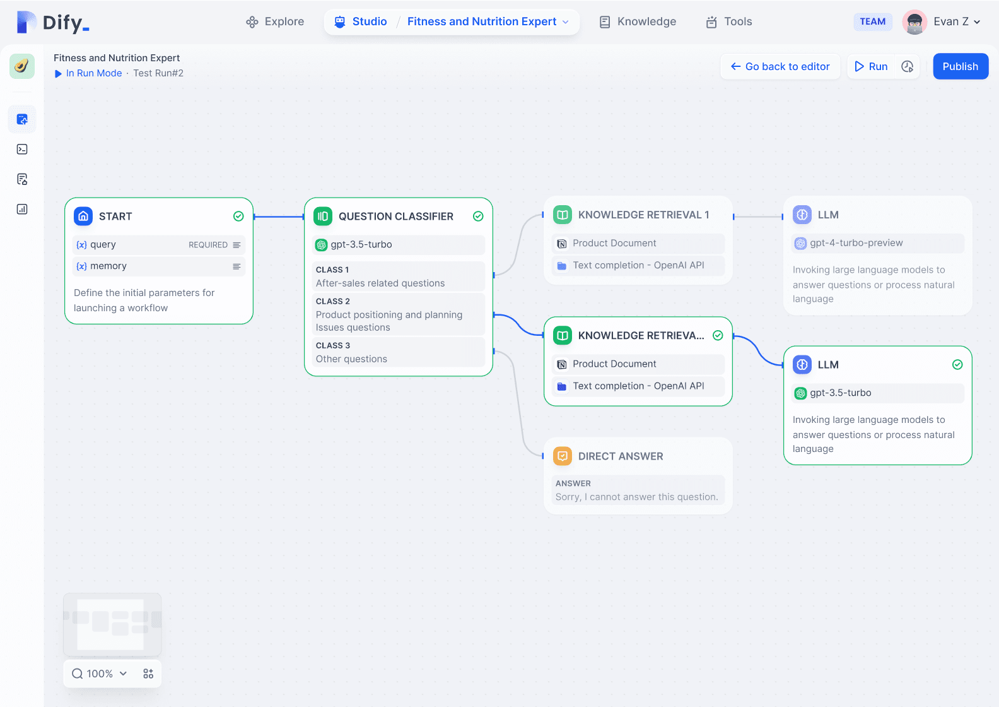 Dify_
Explore
Studio / Fitness and Nutrition Expert
Knowledge
Tools
TEAM
Evan Z
Fitness and Nutrition Expert
In Run Mode · Test Run#2
Go back to editor
Run
Publish
START
{x} query REQUIRED
{x} memory
Define the initial parameters for
launching a workflow
QUESTION CLASSIFIER
gpt-3.5-turbo
CLASS 1
After-sales related questions
CLASS 2
Product positioning and planning
Issues questions
CLASS 3
Other questions
KNOWLEDGE RETRIEVAL 1
Product Document
Text completion - OpenAI API
LLM
gpt-4-turbo-preview
Invoking large language models to
answer questions or process natural
language
KNOWLEDGE RETRIEVA...
Product Document
Text completion - OpenAI API
LLM
gpt-3.5-turbo
Invoking large language models to
answer questions or process natural
language
DIRECT ANSWER
ANSWER
Sorry, I cannot answer this question.
100%